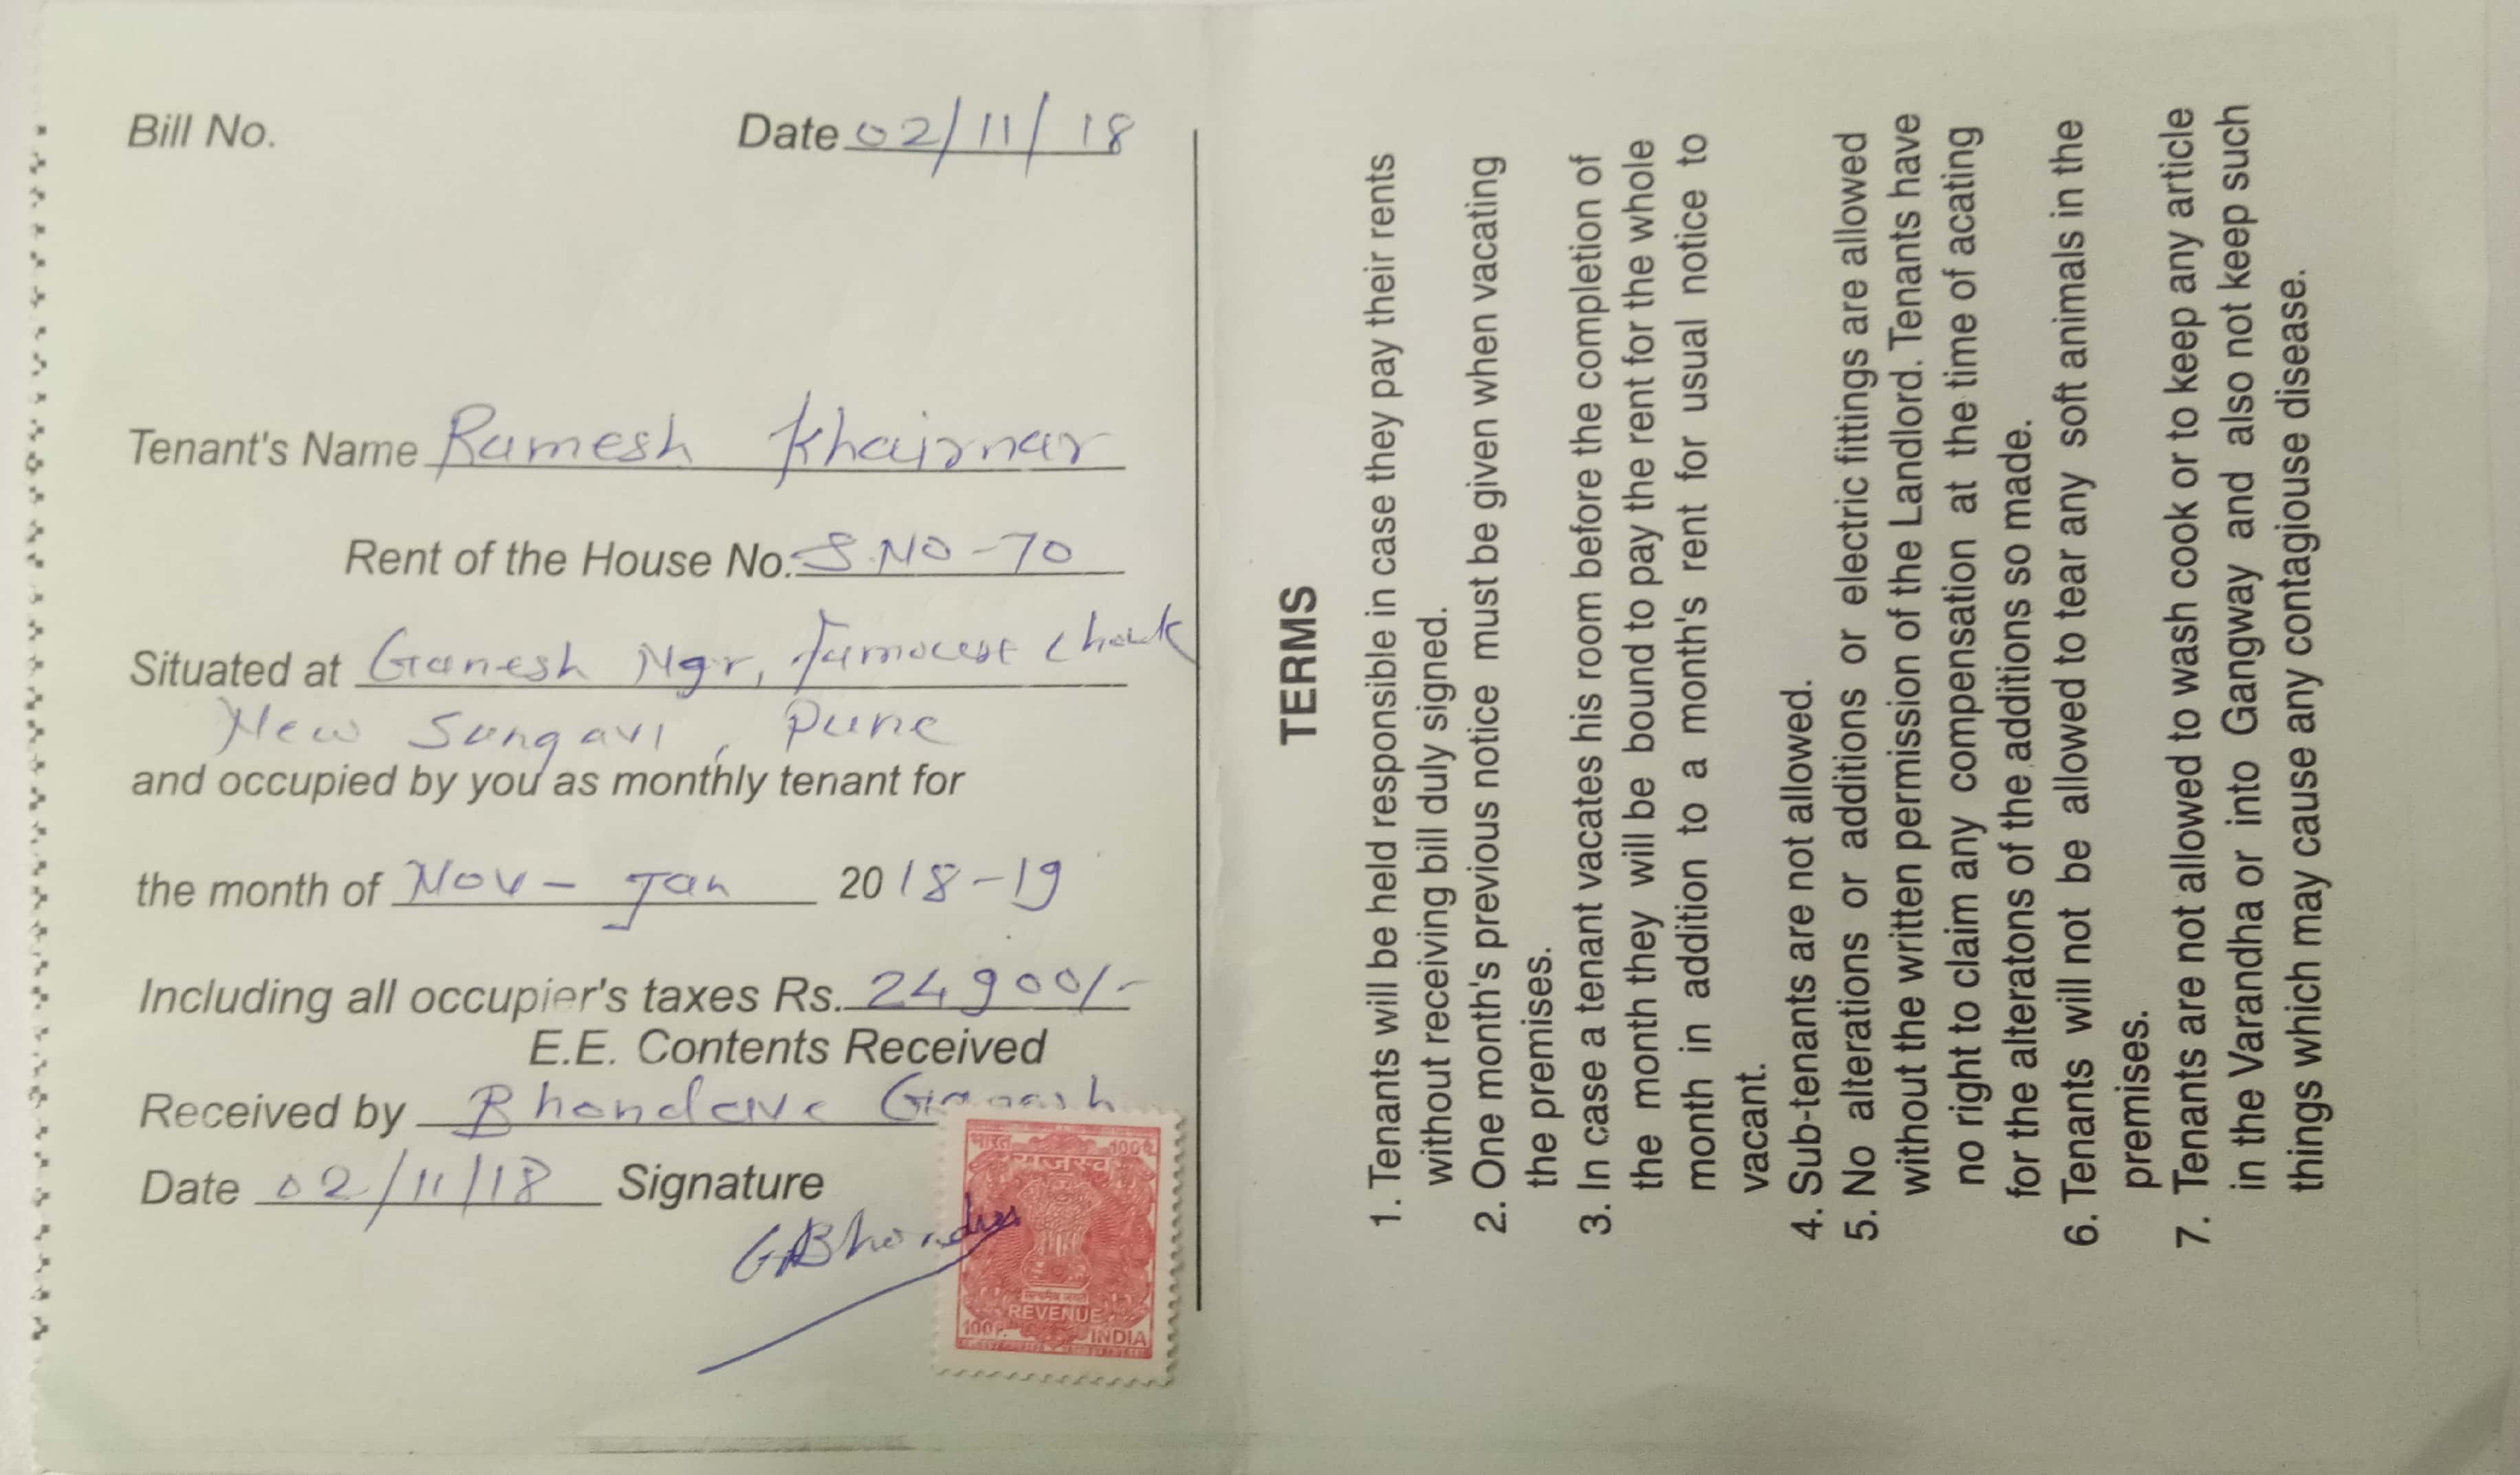 Bill No. Date 02/11/18
Tenant's Name Ramesh Khairnar
Rent of the House No. S.NO-70
Situated at Ganesh Ngr, Chowk
New Sangavi, Pune
and occupied by you as monthly tenant for
the month of Nov - Jan 2018-19
Including all occupier's taxes Rs. 24900/-
E.E. Contents Received
Received by Bhondave Ganesh
Date 02/11/18 Signature
भारत 100
राजस्व
सत्यमेव जयते
REVENUE
100P. INDIA
TERMS
1. Tenants will be held responsible in case they pay their rents
without receiving bill duly signed.
2. One month's previous notice must be given when vacating
the premises.
3. In case a tenant vacates his room before the completion of
the month they will be bound to pay the rent for the whole
month in addition to a month's rent for usual notice to
vacant.
4. Sub-tenants are not allowed.
5. No alterations or additions or electric fittings are allowed
without the written permission of the Landlord. Tenants have
no right to claim any compensation at the time of acating
for the alteratons of the additions so made.
6. Tenants will not be allowed to tear any soft animals in the
premises.
7. Tenants are not allowed to wash cook or to keep any article
in the Varandha or into Gangway and also not keep such
things which may cause any contagiouse disease.